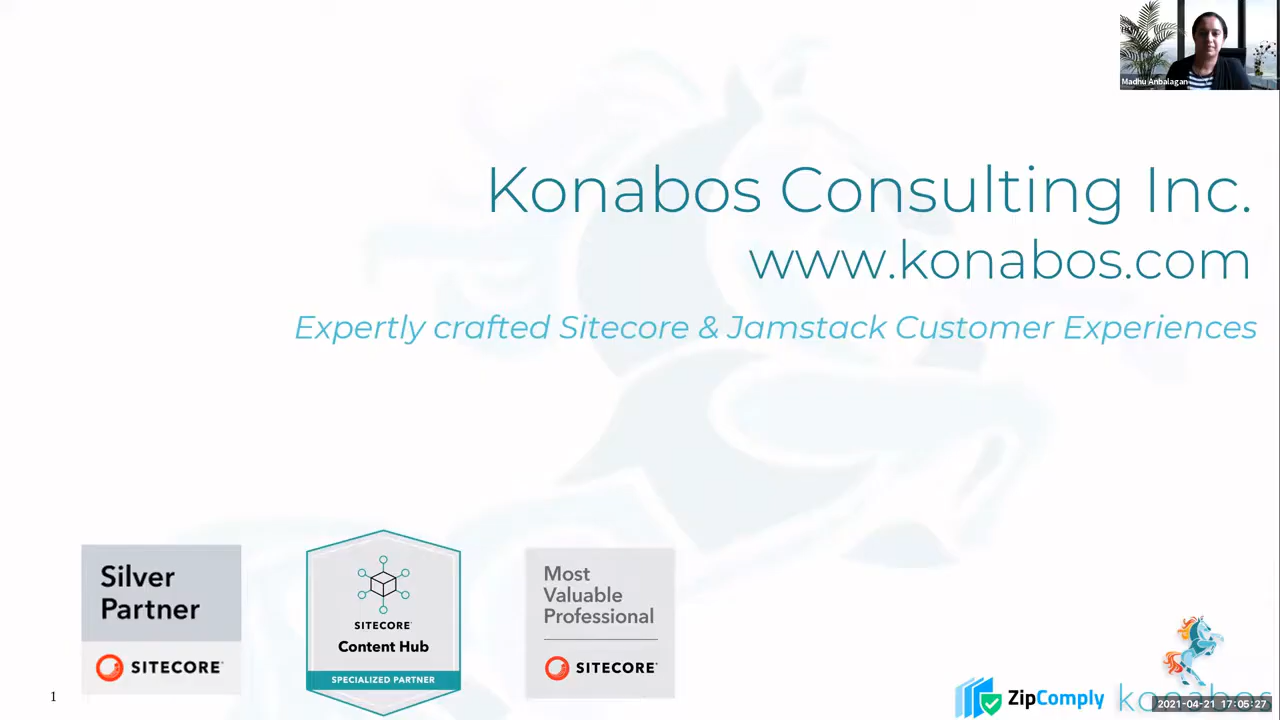 Madhu Anbalagan
Konabos Consulting Inc.
www.konabos.com
Expertly crafted Sitecore & Jamstack Customer Experiences
Silver
Partner
SITECORE
SITECORE
Content Hub
SPECIALIZED PARTNER
Most
Valuable
Professional
SITECORE
1
ZipComply
konabos
2021-04-21 17:05:27